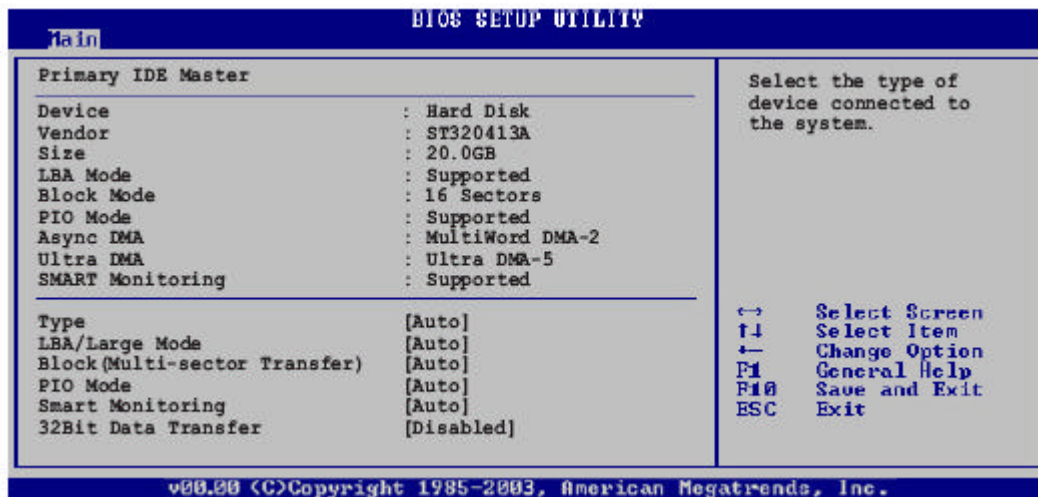 BIOS SETUP UTILITY
Main
Primary IDE Master
Device : Hard Disk
Vendor : ST320413A
Size : 20.0GB
LBA Mode : Supported
Block Mode : 16 Sectors
PIO Mode : Supported
Async DMA : MultiWord DMA-2
Ultra DMA : Ultra DMA-5
SMART Monitoring : Supported
Type [Auto]
LBA/Large Mode [Auto]
Block(Multi-sector Transfer) [Auto]
PIO Mode [Auto]
Smart Monitoring [Auto]
32Bit Data Transfer [Disabled]
Select the type of
device connected to
the system.
↔ Select Screen
↑↓ Select Item
+- Change Option
F1 General Help
F10 Save and Exit
ESC Exit
v00.00 (C)Copyright 1985-2003, American Megatrends, Inc.